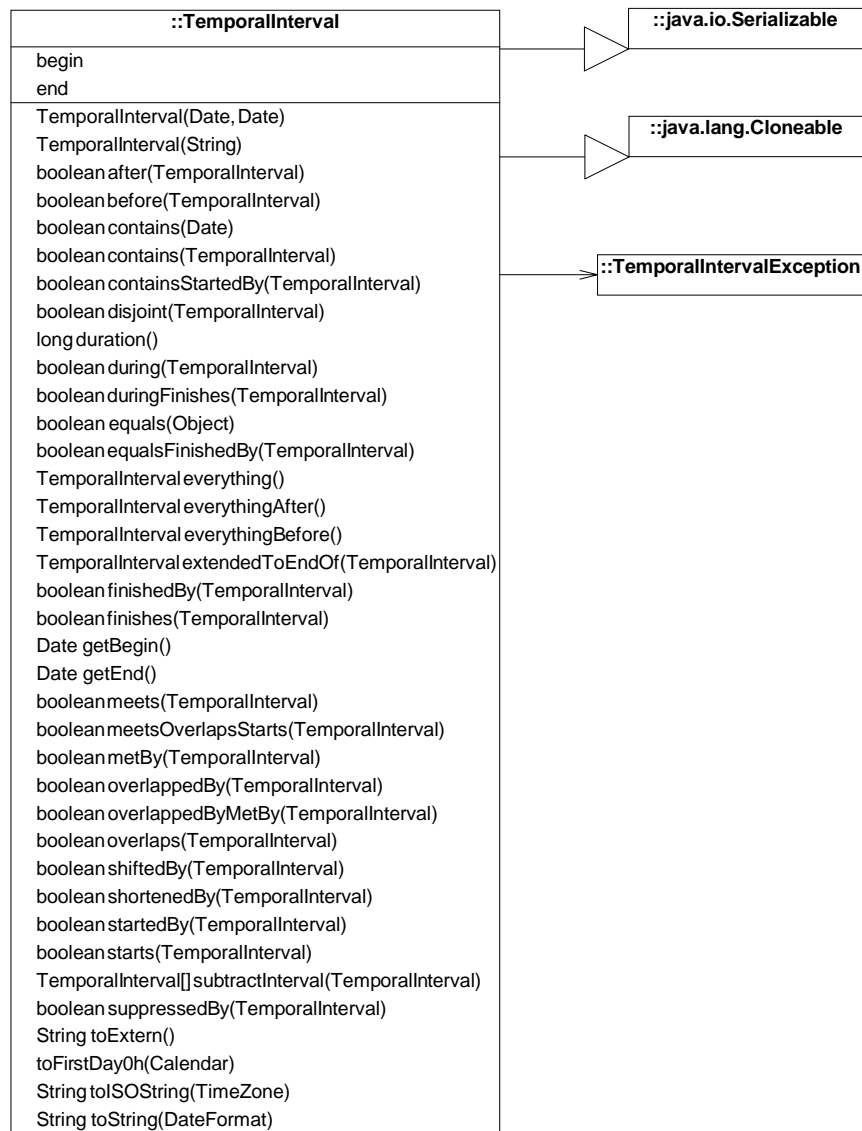 ::TemporalInterval
begin
end
TemporalInterval(Date, Date)
TemporalInterval(String)
boolean after(TemporalInterval)
boolean before(TemporalInterval)
boolean contains(Date)
boolean contains(TemporalInterval)
boolean containsStartedBy(TemporalInterval)
boolean disjoint(TemporalInterval)
long duration()
boolean during(TemporalInterval)
boolean duringFinishes(TemporalInterval)
boolean equals(Object)
boolean equalsFinishedBy(TemporalInterval)
TemporalInterval everything()
TemporalInterval everythingAfter()
TemporalInterval everythingBefore()
TemporalInterval extendedToEndOf(TemporalInterval)
boolean finishedBy(TemporalInterval)
boolean finishes(TemporalInterval)
Date getBegin()
Date getEnd()
boolean meets(TemporalInterval)
boolean meetsOverlapsStarts(TemporalInterval)
boolean metBy(TemporalInterval)
boolean overlappedBy(TemporalInterval)
boolean overlappedByMetBy(TemporalInterval)
boolean overlaps(TemporalInterval)
boolean shiftedBy(TemporalInterval)
boolean shortenedBy(TemporalInterval)
boolean startedBy(TemporalInterval)
boolean starts(TemporalInterval)
TemporalInterval[] subtractInterval(TemporalInterval)
boolean suppressedBy(TemporalInterval)
String toExtern()
toFirstDay0h(Calendar)
String toISOString(TimeZone)
String toString(DateFormat)
::java.io.Serializable
::java.lang.Cloneable
::TemporalIntervalException